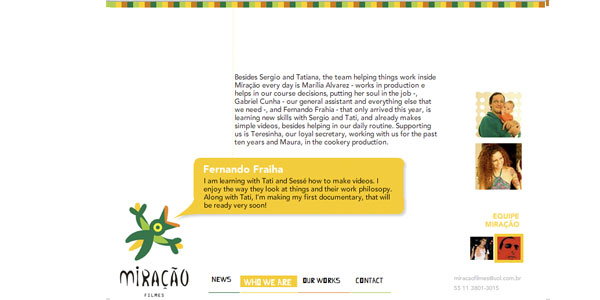 Besides Sergio and Tatiana, the team helping things work inside
Miração every day is Marília Alvarez - works in production e
helps in our course decisions, putting her soul in the job -,
Gabriel Cunha - our general assistant and everything else that
we need -, and Fernando Frahia - that only arrived this year, is
learning new skills with Sergio and Tati, and already makes
simple videos, besides helping in our daily routine. Supporting
us is Teresinha, our loyal secretary, working with us for the past
ten years and Maura, in the cookery production.
Fernando Fraiha
I am learning with Tati and Sessé how to make videos. I
enjoy the way they look at things and their work philosopy.
Along with Tati, I'm making my first documentary, that will
be ready very soon!
EQUIPE
MIRAÇÃO
MIRAÇÃO
FILMES
NEWS WHO WE ARE OUR WORKS CONTACT
miracaofilmes@uol.com.br
55 11 3801-3015